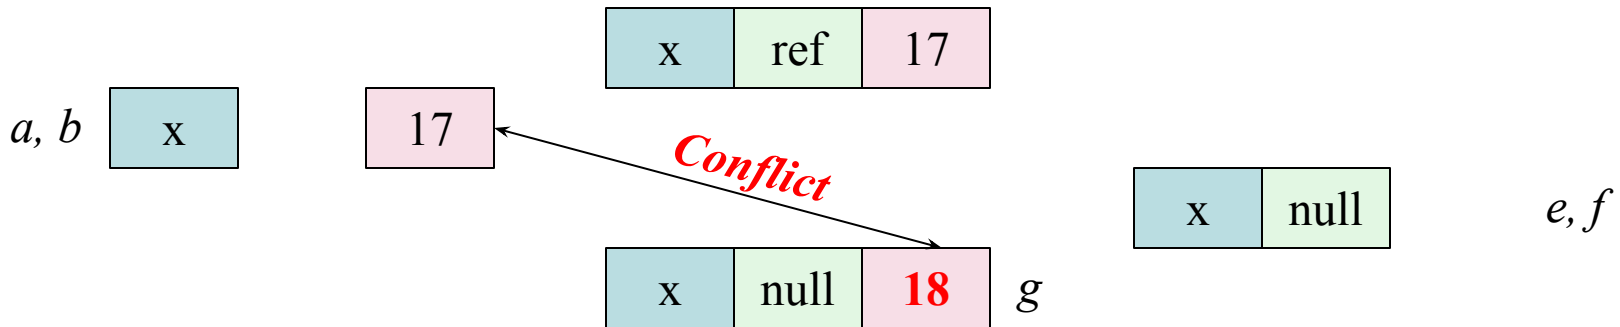 x ref 17
a, b x 17
Conflict
x null e, f
x null 18 g